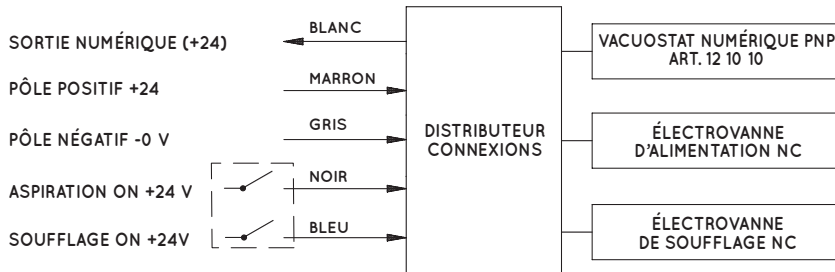 BLANC
SORTIE NUMÉRIQUE (+24)
MARRON
PÔLE POSITIF +24
GRIS
PÔLE NÉGATIF -0 V
NOIR
ASPIRATION ON +24 V
BLEU
SOUFFLAGE ON +24V
DISTRIBUTEUR
CONNEXIONS
VACUOSTAT NUMÉRIQUE PNP
ART. 12 10 10
ÉLECTROVANNE
D'ALIMENTATION NC
ÉLECTROVANNE
DE SOUFFLAGE NC